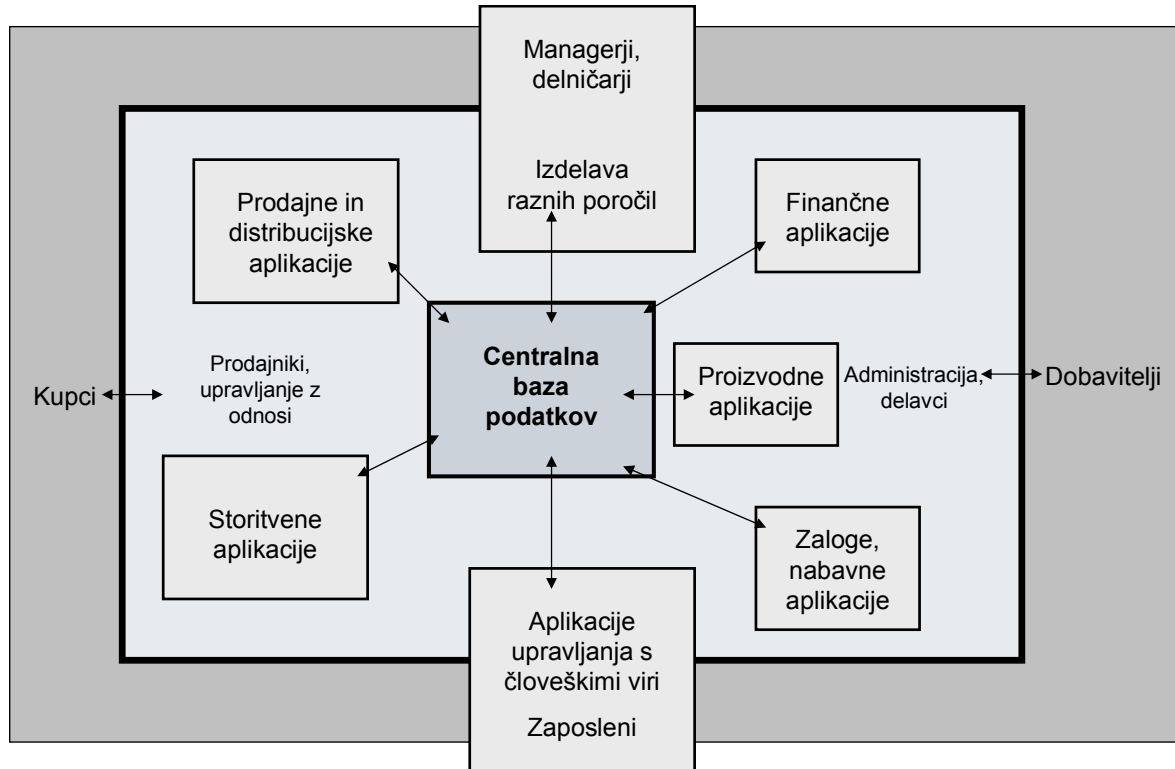 Managerji,
delničarji
Izdelava
raznih poročil
Prodajne in
distribucijske
aplikacije
Finančne
aplikacije
Centralna
baza
podatkov
Kupci
Prodajniki,
upravljanje z
odnosi
Proizvodne
aplikacije
Administracija,
delavci
Dobavitelji
Storitvene
aplikacije
Zaloge,
nabavne
aplikacije
Aplikacije
upravljanja s
človeškimi viri
Zaposleni